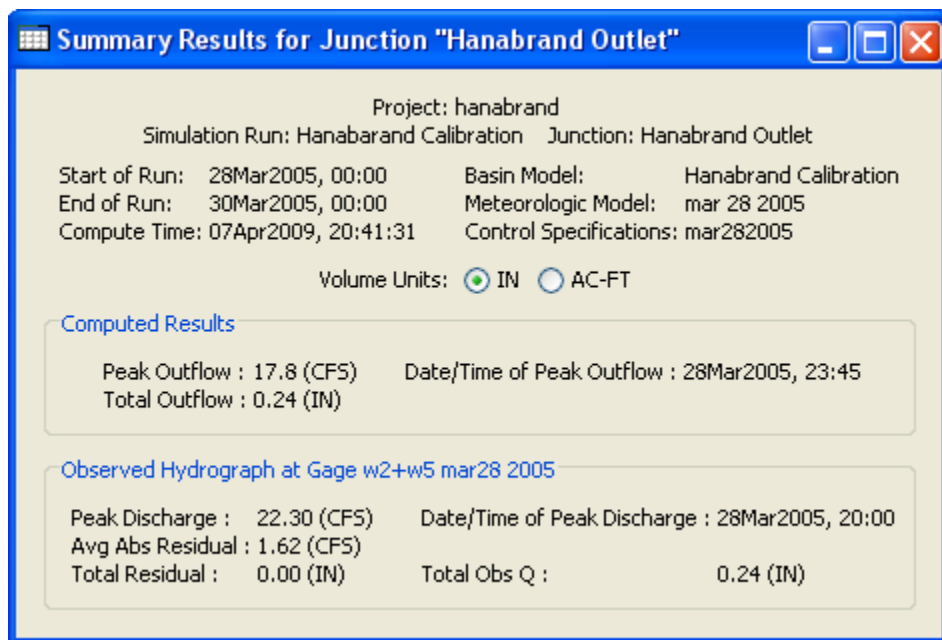 Summary Results for Junction "Hanabrand Outlet"
Project: hanabrand
Simulation Run: Hanabarand Calibration Junction: Hanabrand Outlet
Start of Run: 28Mar2005, 00:00 Basin Model: Hanabrand Calibration
End of Run: 30Mar2005, 00:00 Meteorologic Model: mar 28 2005
Compute Time: 07Apr2009, 20:41:31 Control Specifications: mar282005
Volume Units: IN AC-FT
Computed Results
Peak Outflow : 17.8 (CFS) Date/Time of Peak Outflow : 28Mar2005, 23:45
Total Outflow : 0.24 (IN)
Observed Hydrograph at Gage w2+w5 mar28 2005
Peak Discharge : 22.30 (CFS) Date/Time of Peak Discharge : 28Mar2005, 20:00
Avg Abs Residual : 1.62 (CFS)
Total Residual : 0.00 (IN) Total Obs Q : 0.24 (IN)